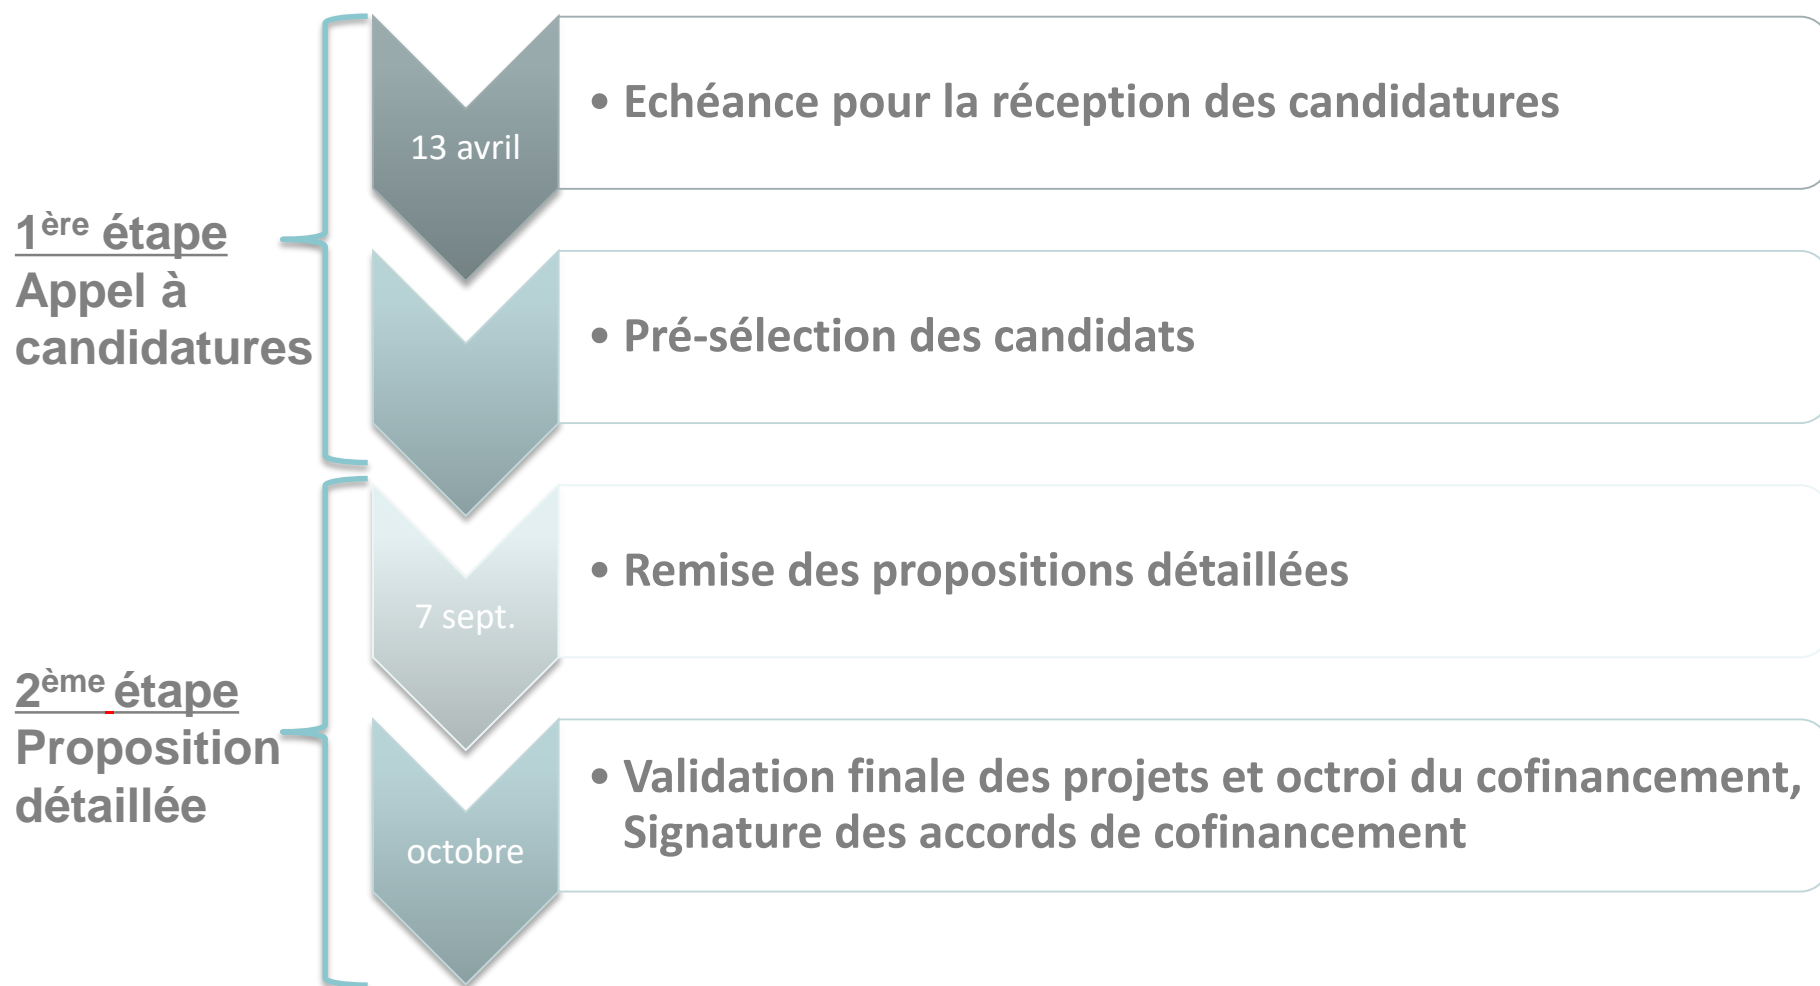 1ère étape
Appel à
candidatures
13 avril
• Echéance pour la réception des candidatures
• Pré-sélection des candidats
2ème étape
Proposition
détaillée
7 sept.
• Remise des propositions détaillées
octobre
• Validation finale des projets et octroi du cofinancement,
Signature des accords de cofinancement